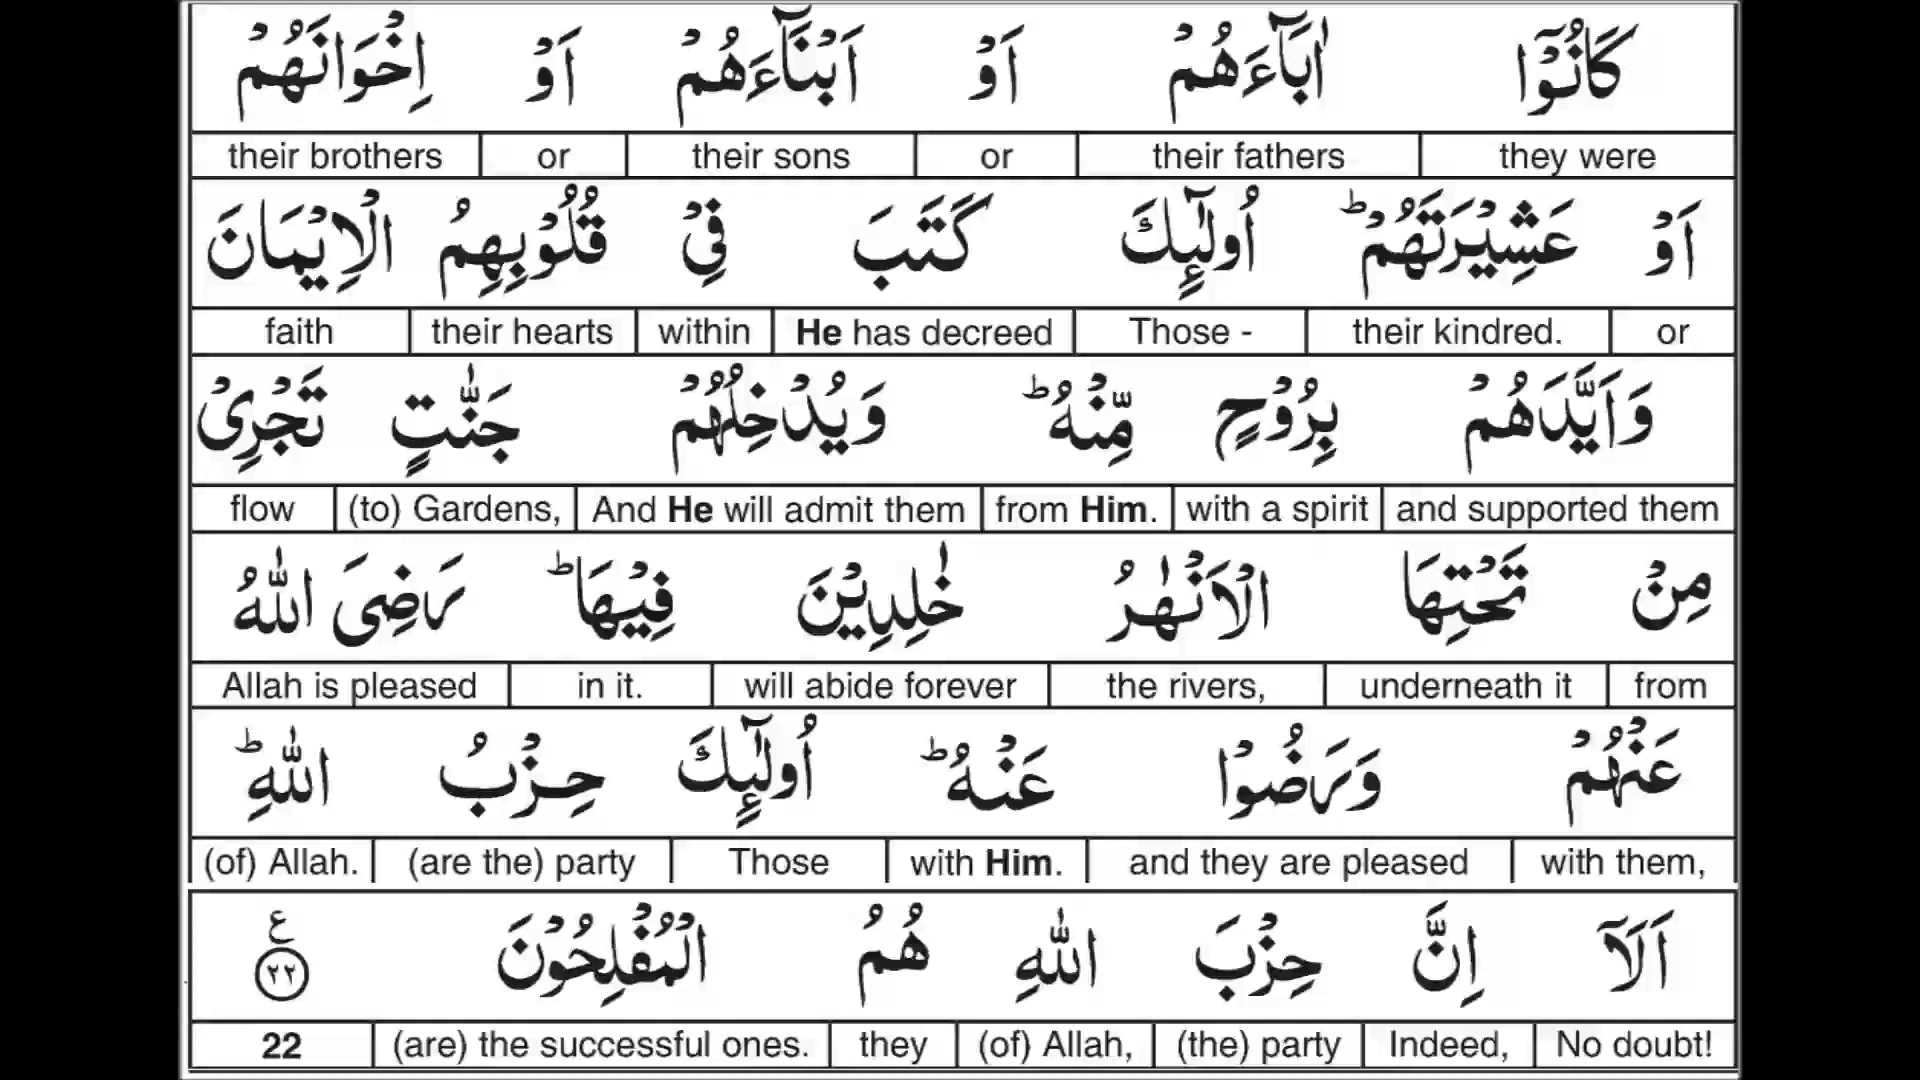 كَانُوْۤا اٰبَآءَهُمْ اَوْ اَبْنَآءَهُمْ اَوْ اِخْوَانَهُمْ
they were their fathers or their sons or their brothers
اَوْ عَشِيْرَتَهُمْ ؕ اُولٰٓئِكَ كَتَبَ فِيْ قُلُوْبِهِمُ الْاِيْمَانَ
or their kindred. Those - He has decreed within their hearts faith
وَاَيَّدَهُمْ بِرُوْحٍ مِّنْهُ ؕ وَيُدْخِلُهُمْ جَنّٰتٍ تَجْرِيْ
and supported them with a spirit from Him. And He will admit them (to) Gardens, flow
مِنْ تَحْتِهَا الْاَنْهٰرُ خٰلِدِيْنَ فِيْهَا ؕ رَضِيَ اللّٰهُ
from underneath it the rivers, will abide forever in it. Allah is pleased
عَنْهُمْ وَرَضُوْا عَنْهُ ؕ اُولٰٓئِكَ حِزْبُ اللّٰهِ ؕ
with them, and they are pleased with Him. Those (are the) party (of) Allah.
اَلَاۤ اِنَّ حِزْبَ اللّٰهِ هُمُ الْمُفْلِحُوْنَ ع ٢٢
No doubt! Indeed, (the) party (of) Allah, they (are) the successful ones. 22